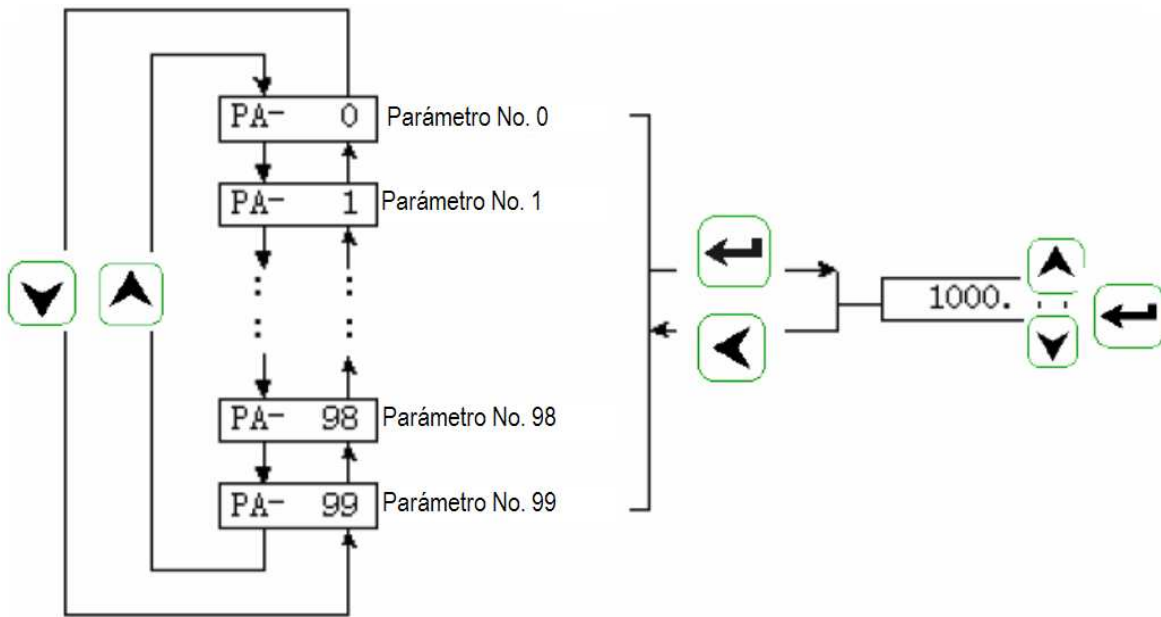 PA- 0 Parámetro No. 0
PA- 1 Parámetro No. 1
1000.
PA- 98 Parámetro No. 98
PA- 99 Parámetro No. 99